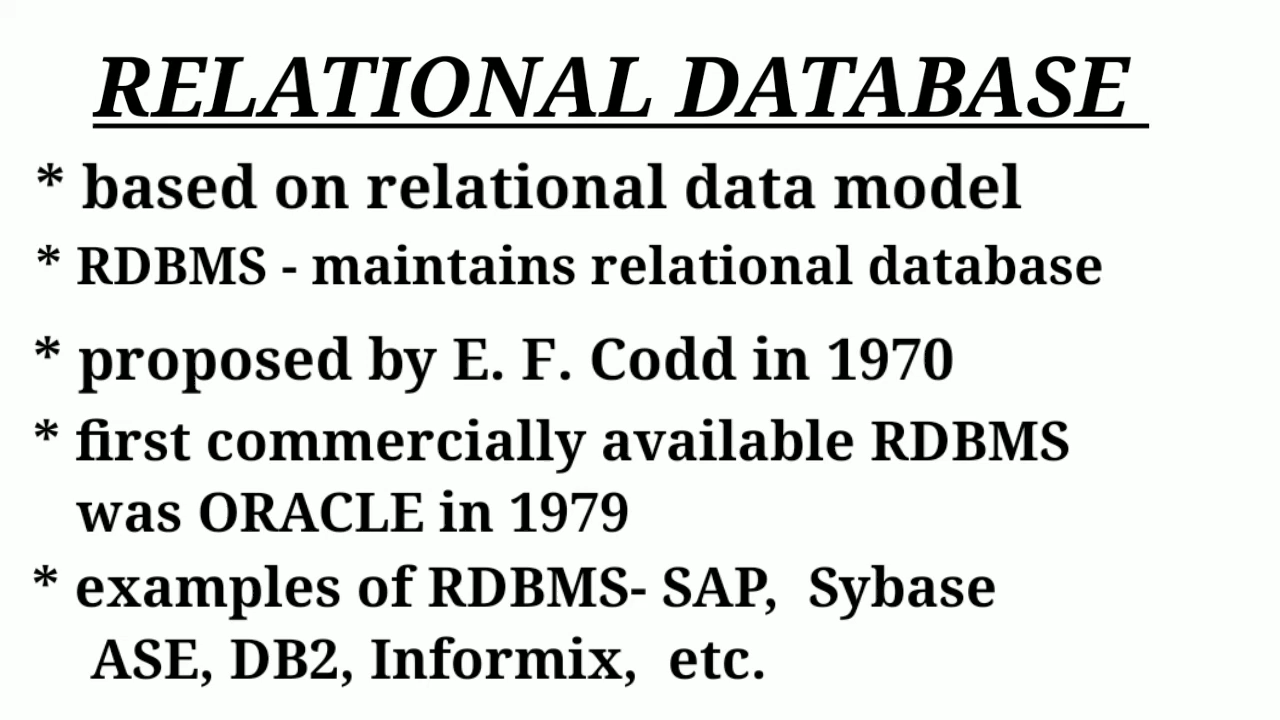 RELATIONAL DATABASE
* based on relational data model
* RDBMS - maintains relational database
* proposed by E. F. Codd in 1970
* first commercially available RDBMS
was ORACLE in 1979
* examples of RDBMS- SAP, Sybase
ASE, DB2, Informix, etc.